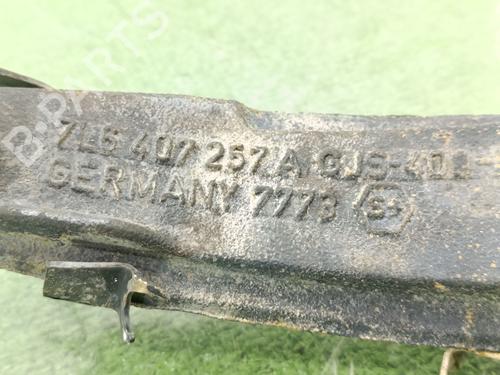 B-PARTS
7L6 407 257 A GJS-400-
GERMANY 7773 S+